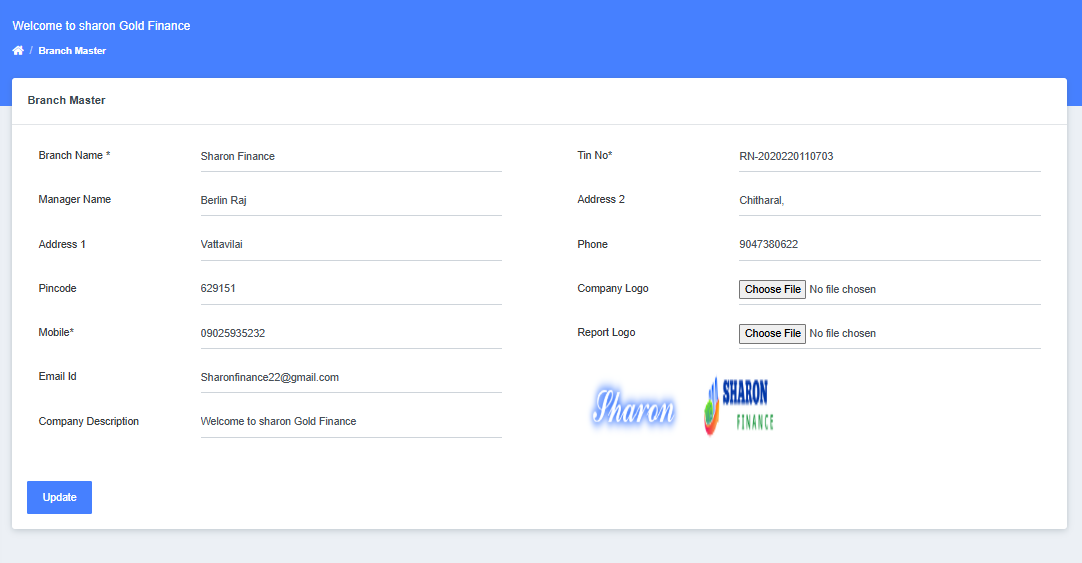 Welcome to sharon Gold Finance
/ Branch Master
Branch Master
Branch Name * Sharon Finance Tin No* RN-2020220110703
Manager Name Berlin Raj Address 2 Chitharal,
Address 1 Vattavilai Phone 9047380622
Pincode 629151 Company Logo Choose File No file chosen
Mobile* 09025935232 Report Logo Choose File No file chosen
Email Id Sharonfinance22@gmail.com
Sharon SHARON
FINANCE
Company Description Welcome to sharon Gold Finance
Update